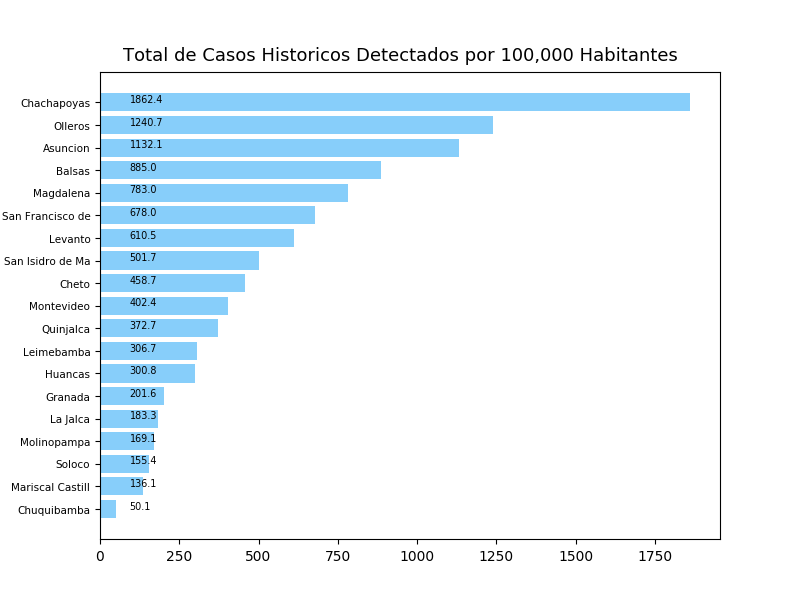 Total de Casos Historicos Detectados por 100,000 Habitantes
Chachapoyas 1862.4
Olleros 1240.7
Asuncion 1132.1
Balsas 885.0
Magdalena 783.0
San Francisco de 678.0
Levanto 610.5
San Isidro de Ma 501.7
Cheto 458.7
Montevideo 402.4
Quinjalca 372.7
Leimebamba 306.7
Huancas 300.8
Granada 201.6
La Jalca 183.3
Molinopampa 169.1
Soloco 155.4
Mariscal Castill 136.1
Chuquibamba 50.1
0 250 500 750 1000 1250 1500 1750